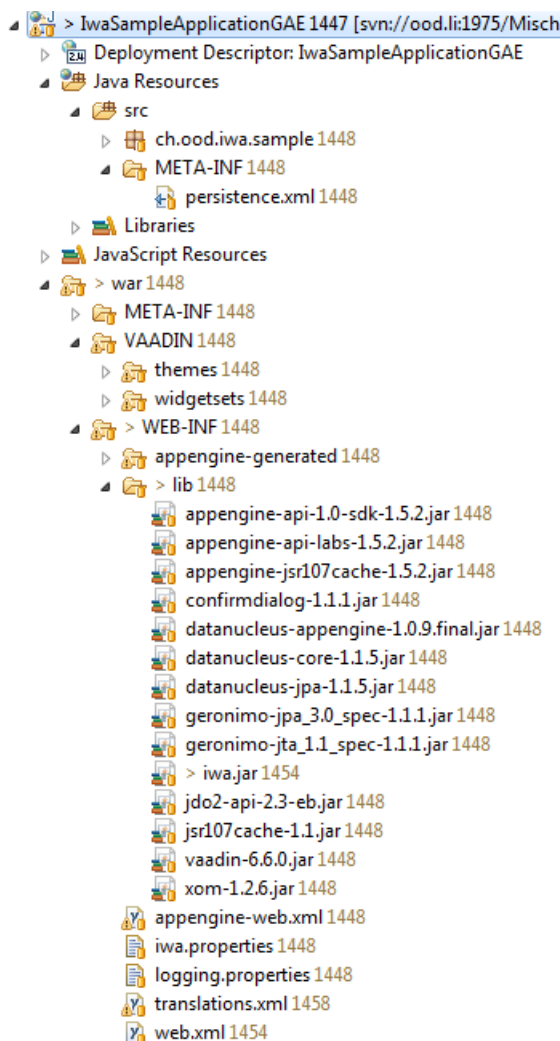 > IwaSampleApplicationGAE 1447 [svn://ood.li:1975/Misch
Deployment Descriptor: IwaSampleApplicationGAE
Java Resources
src
ch.ood.iwa.sample 1448
META-INF 1448
persistence.xml 1448
Libraries
JavaScript Resources
> war 1448
META-INF 1448
VAADIN 1448
themes 1448
widgetsets 1448
> WEB-INF 1448
appengine-generated 1448
> lib 1448
appengine-api-1.0-sdk-1.5.2.jar 1448
appengine-api-labs-1.5.2.jar 1448
appengine-jsr107cache-1.5.2.jar 1448
confirmdialog-1.1.1.jar 1448
datanucleus-appengine-1.0.9.final.jar 1448
datanucleus-core-1.1.5.jar 1448
datanucleus-jpa-1.1.5.jar 1448
geronimo-jpa_3.0_spec-1.1.1.jar 1448
geronimo-jta_1.1_spec-1.1.1.jar 1448
> iwa.jar 1454
jdo2-api-2.3-eb.jar 1448
jsr107cache-1.1.jar 1448
vaadin-6.6.0.jar 1448
xom-1.2.6.jar 1448
appengine-web.xml 1448
iwa.properties 1448
logging.properties 1448
translations.xml 1458
web.xml 1454